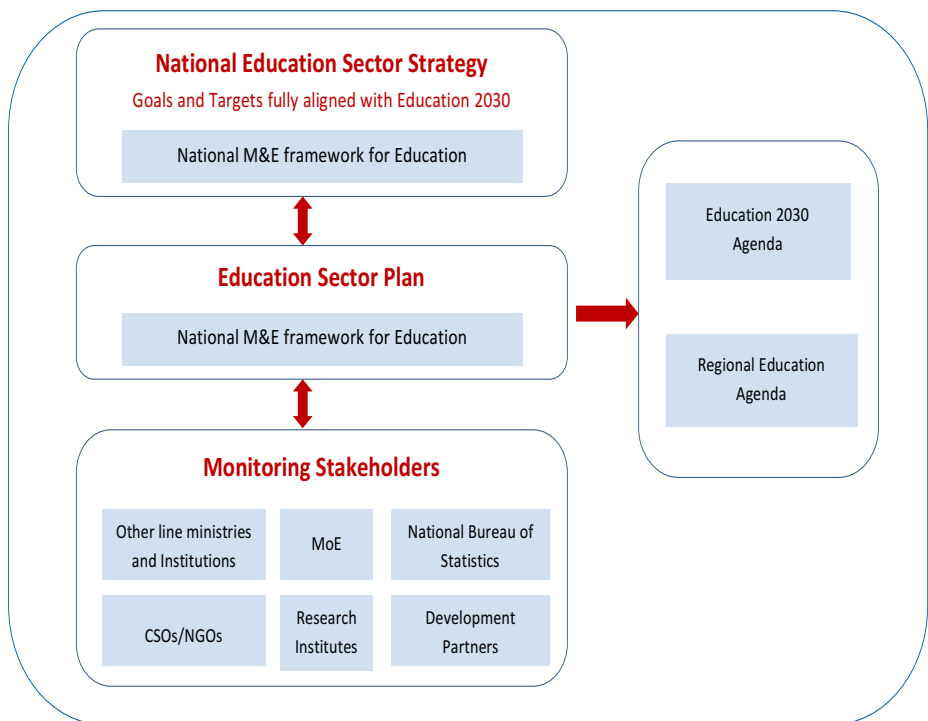 National Education Sector Strategy
Goals and Targets fully aligned with Education 2030
National M&E framework for Education
Education Sector Plan
National M&E framework for Education
Monitoring Stakeholders
Other line ministries
and Institutions
MoE
National Bureau of
Statistics
CSOs/NGOs
Research
Institutes
Development
Partners
Education 2030
Agenda
Regional Education
Agenda